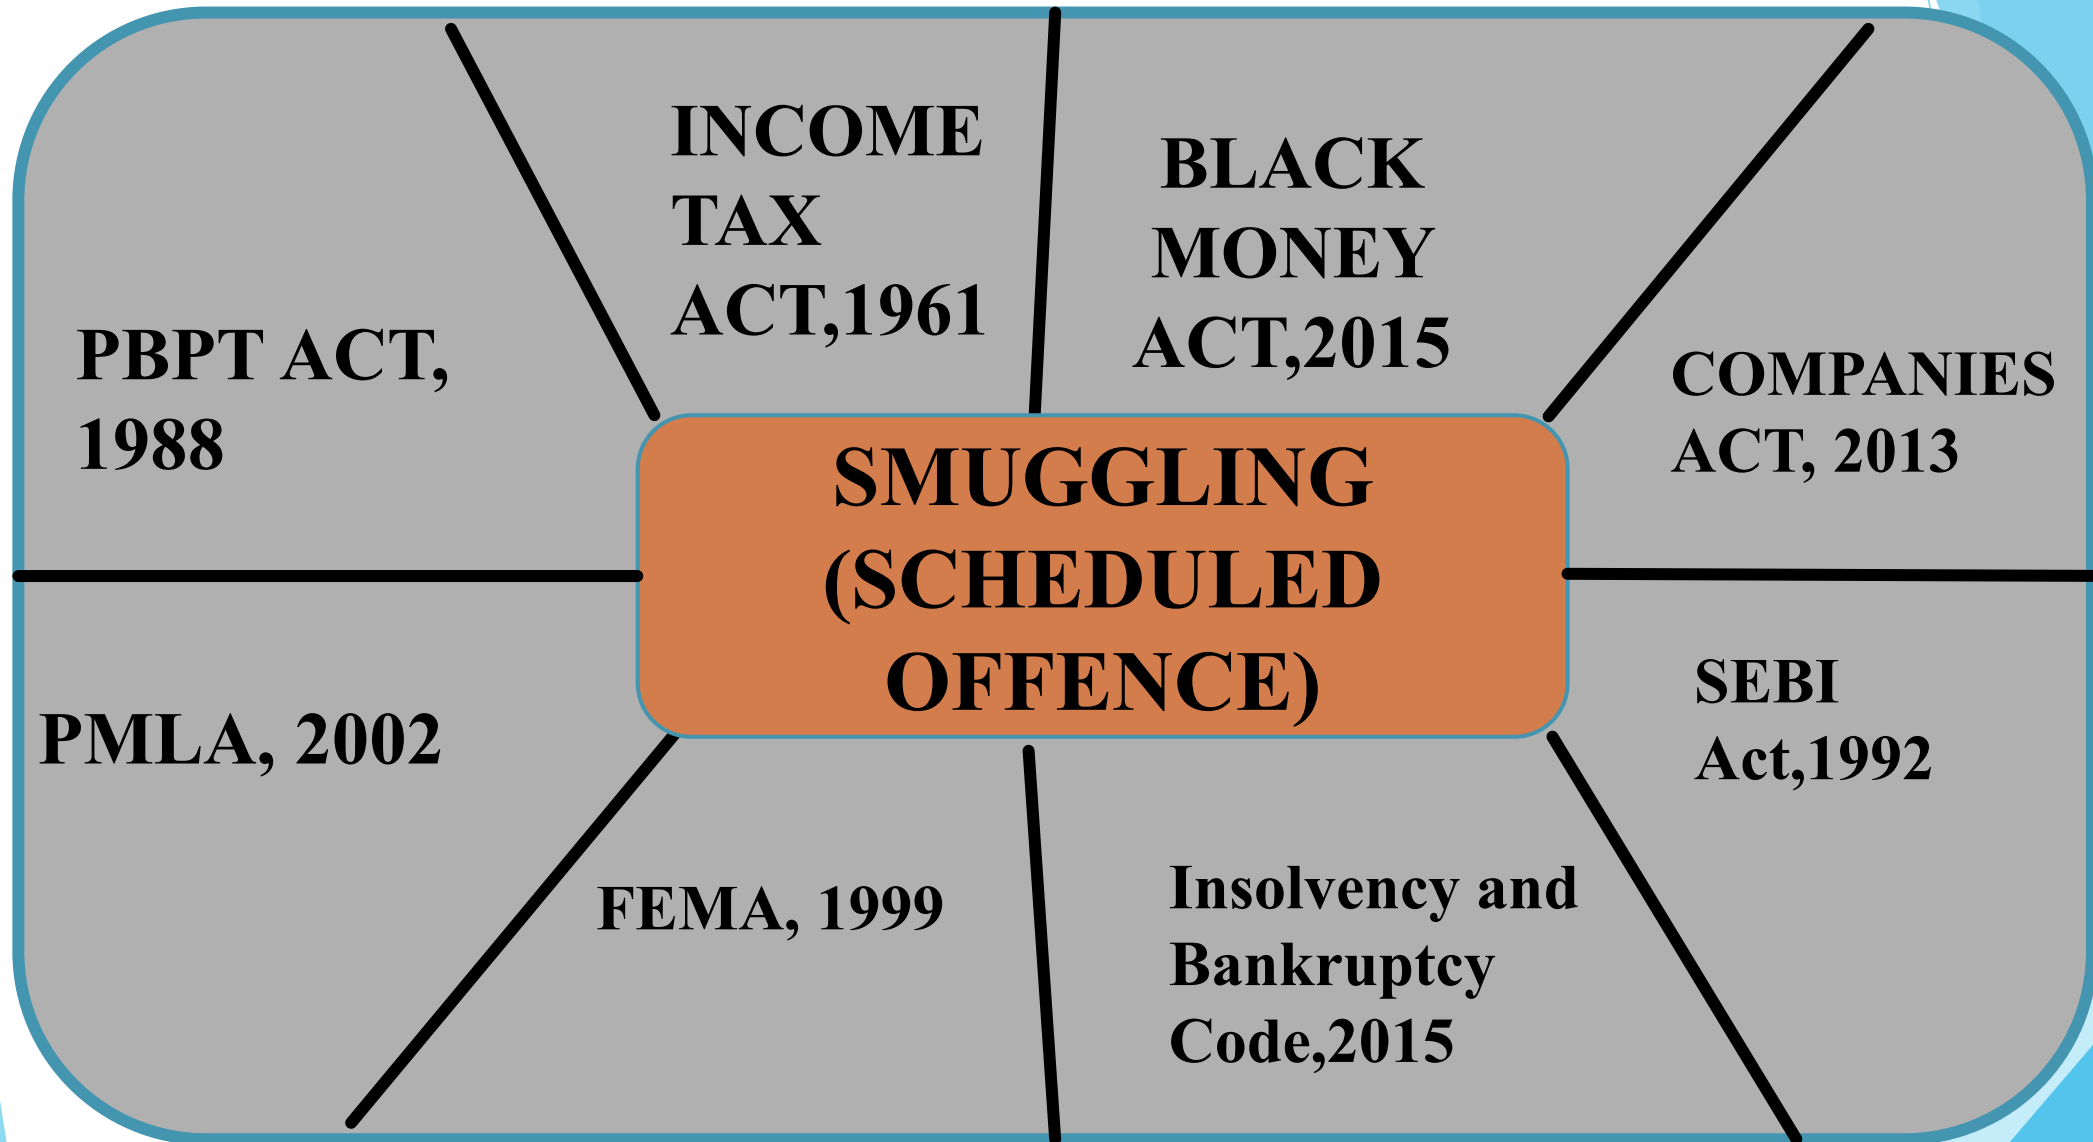 INCOME
TAX
ACT,1961
BLACK
MONEY
ACT,2015
PBPT ACT,
1988
COMPANIES
ACT, 2013
SMUGGLING
(SCHEDULED
OFFENCE)
PMLA, 2002
SEBI
Act,1992
FEMA, 1999
Insolvency and
Bankruptcy
Code,2015